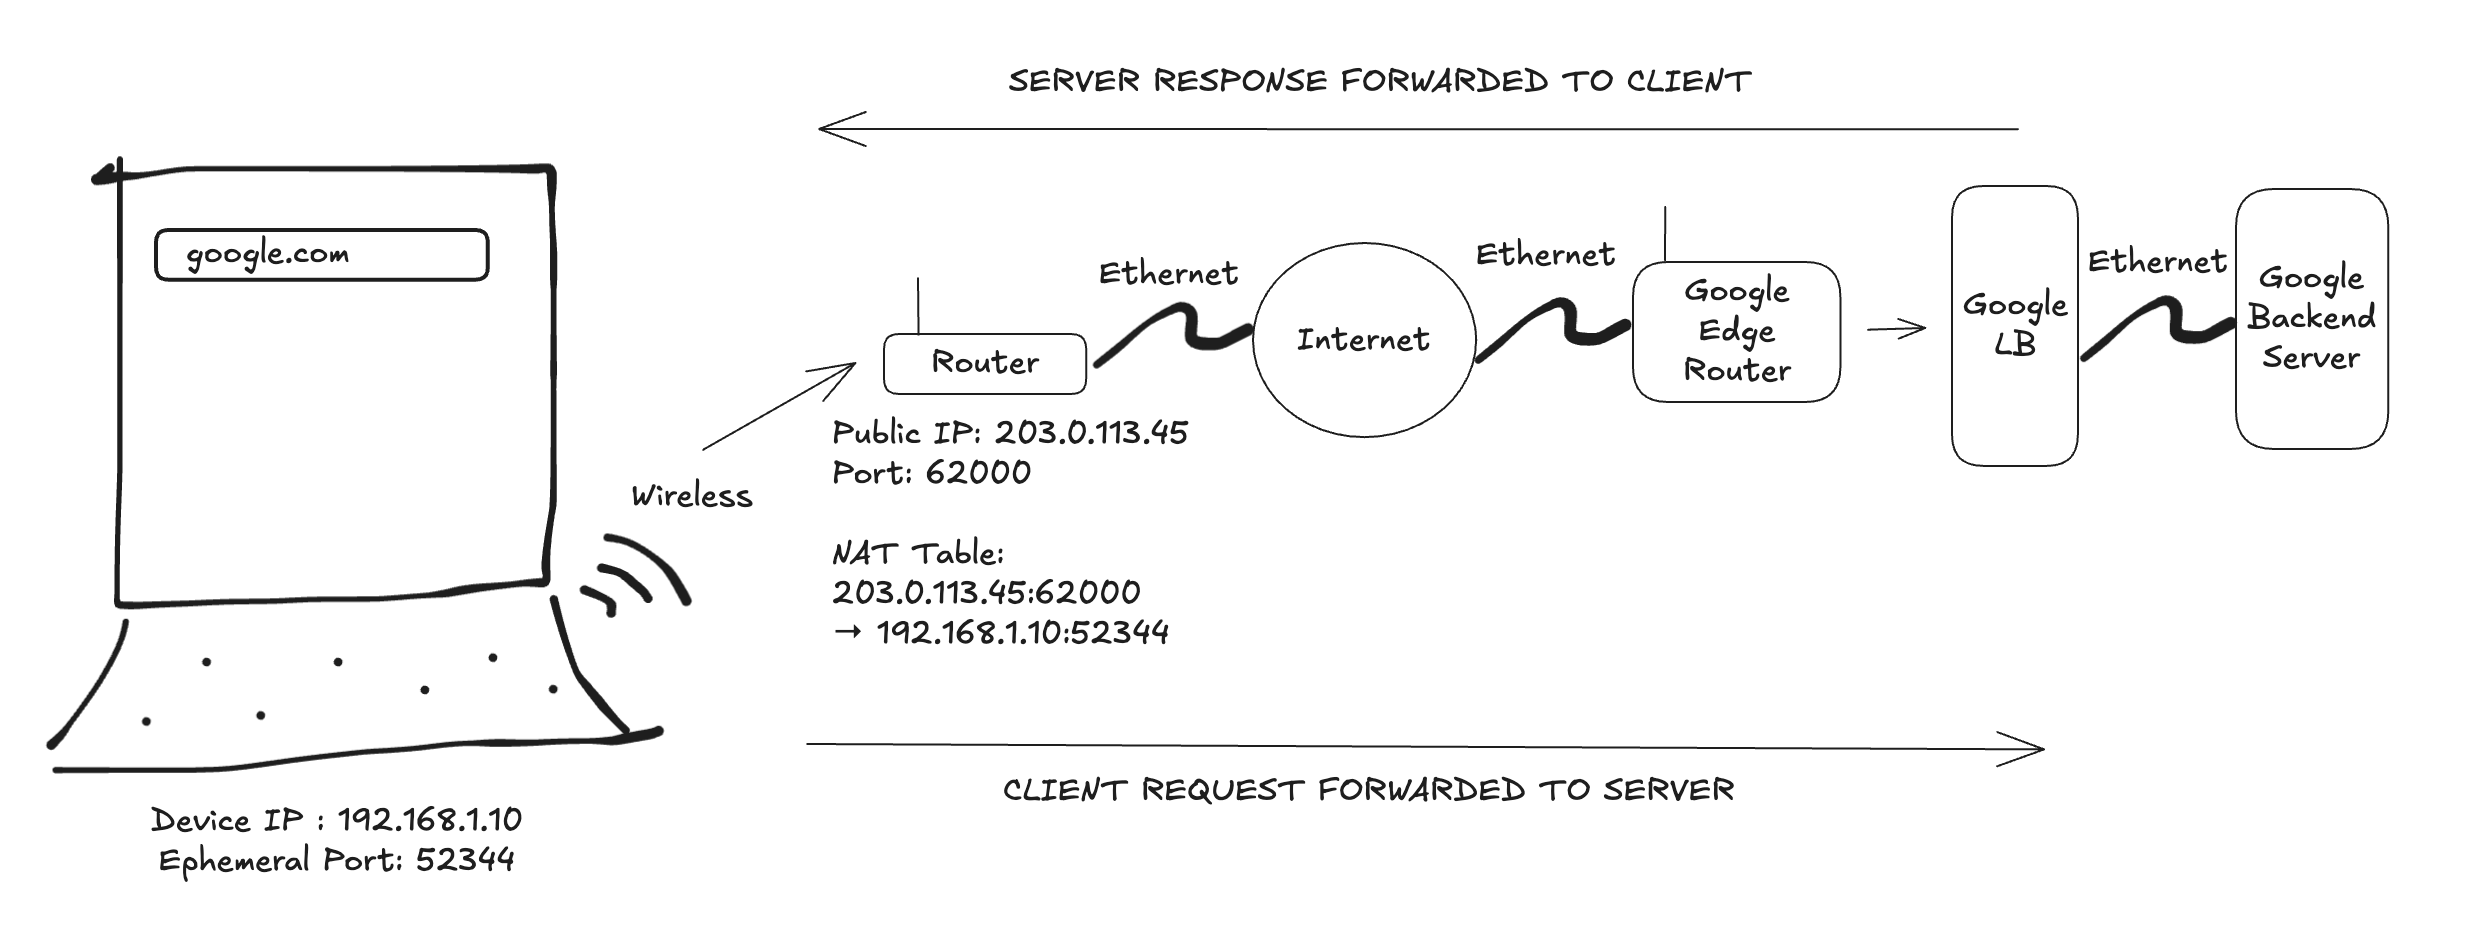 SERVER RESPONSE FORWARDED TO CLIENT
google.com
Wireless
Router
Ethernet
Internet
Ethernet
Google
Edge
Router
Google
LB
Ethernet
Google
Backend
Server
Public IP: 203.0.113.45
Port: 62000
NAT Table:
203.0.113.45:62000
→ 192.168.1.10:52344
CLIENT REQUEST FORWARDED TO SERVER
Device IP : 192.168.1.10
Ephemeral Port: 52344